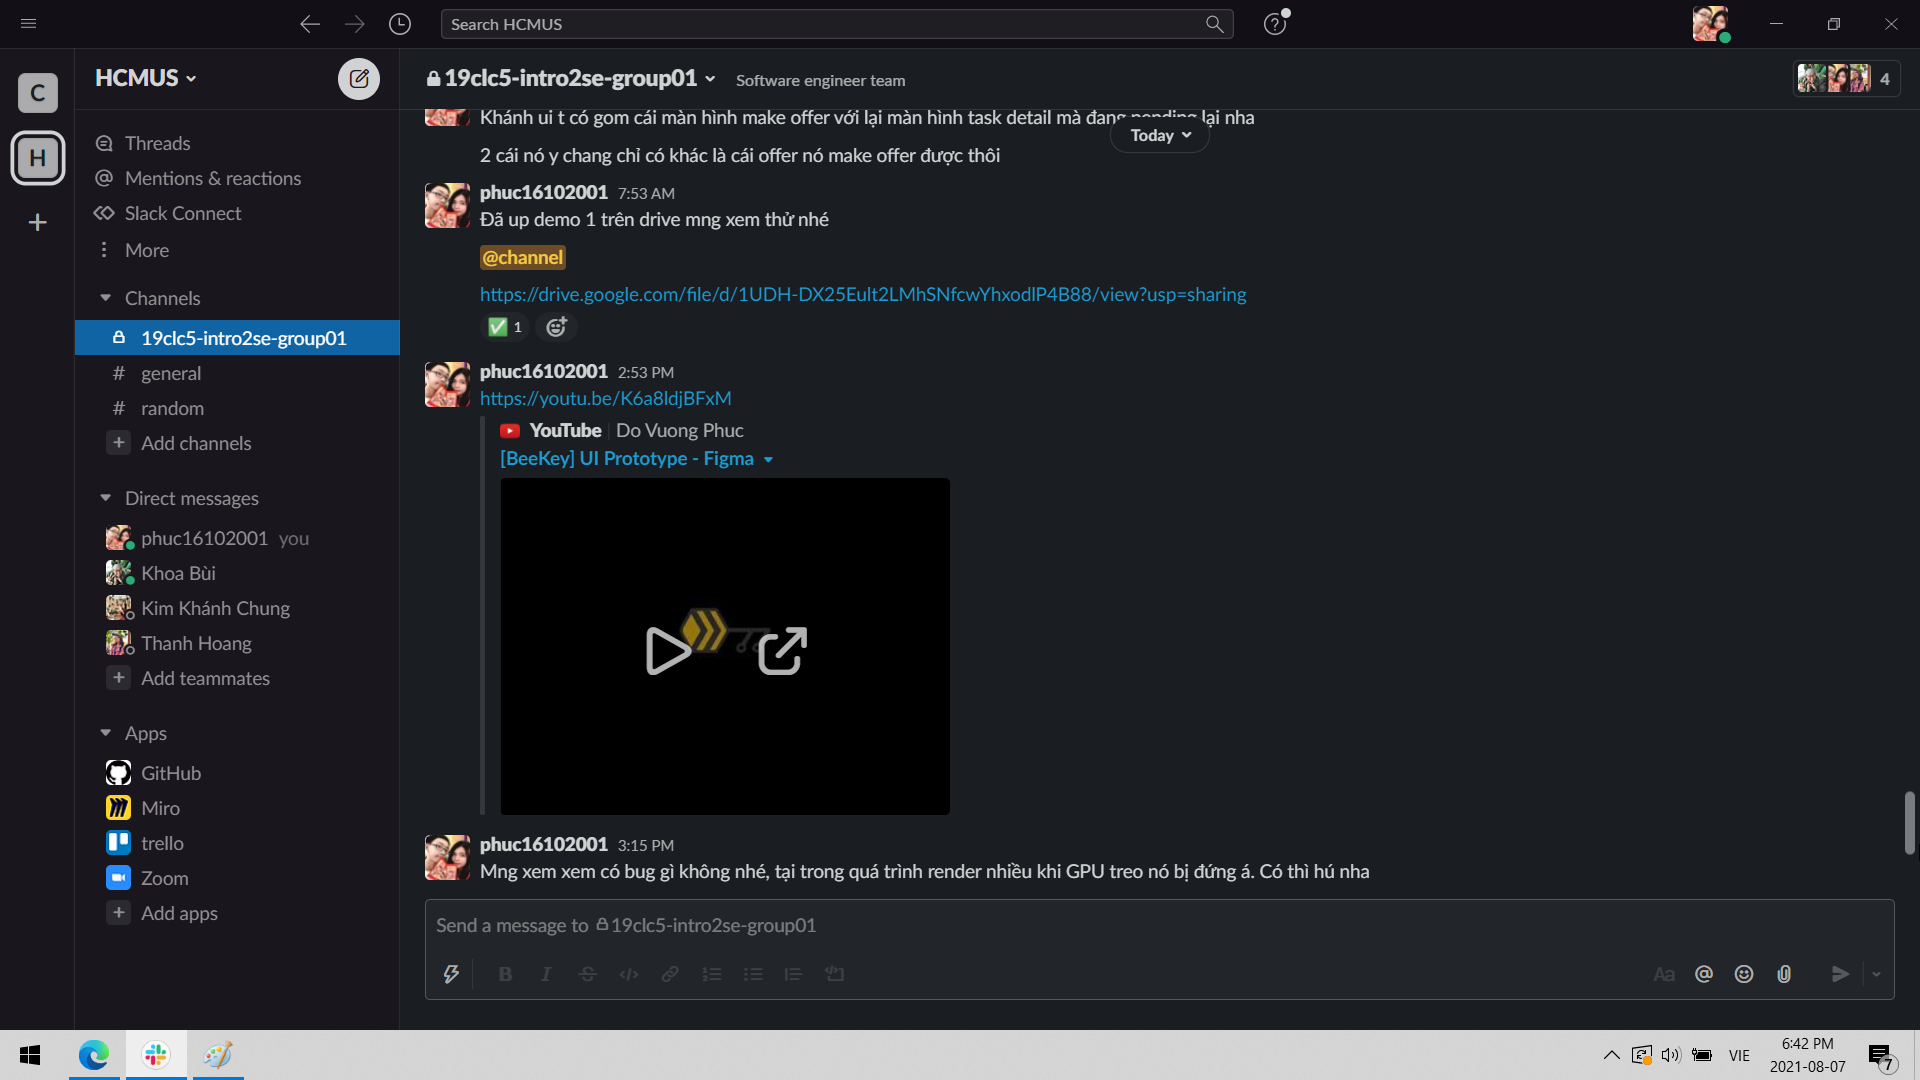 Search HCMUS
C
HCMUS
19clc5-intro2se-group01
Software engineer team
4
H
Threads
Mentions & reactions
Slack Connect
More
Channels
19clc5-intro2se-group01
general
random
Add channels
Direct messages
phuc16102001 you
Khoa Bùi
Kim Khánh Chung
Thanh Hoang
Add teammates
Apps
GitHub
Miro
trello
Zoom
Add apps
Khánh ui t có gom cái màn hình make offer với lại màn hình task detail mà đang pending lại nha
Today
2 cái nó y chang chỉ có khác là cái offer nó make offer được thôi
phuc16102001 7:53 AM
Đã up demo 1 trên drive mng xem thử nhé
@channel
https://drive.google.com/file/d/1UDH-DX25Eult2LMhSNfcwYhxodlP4B88/view?usp=sharing
1
phuc16102001 2:53 PM
https://youtu.be/K6a8ldjBFxM
YouTube Do Vuong Phuc
[BeeKey] UI Prototype - Figma
phuc16102001 3:15 PM
Mng xem xem có bug gì không nhé, tại trong quá trình render nhiều khi GPU treo nó bị đứng á. Có thì hú nha
Send a message to 19clc5-intro2se-group01
B I S Aa @
VIE
6:42 PM
2021-08-07
7